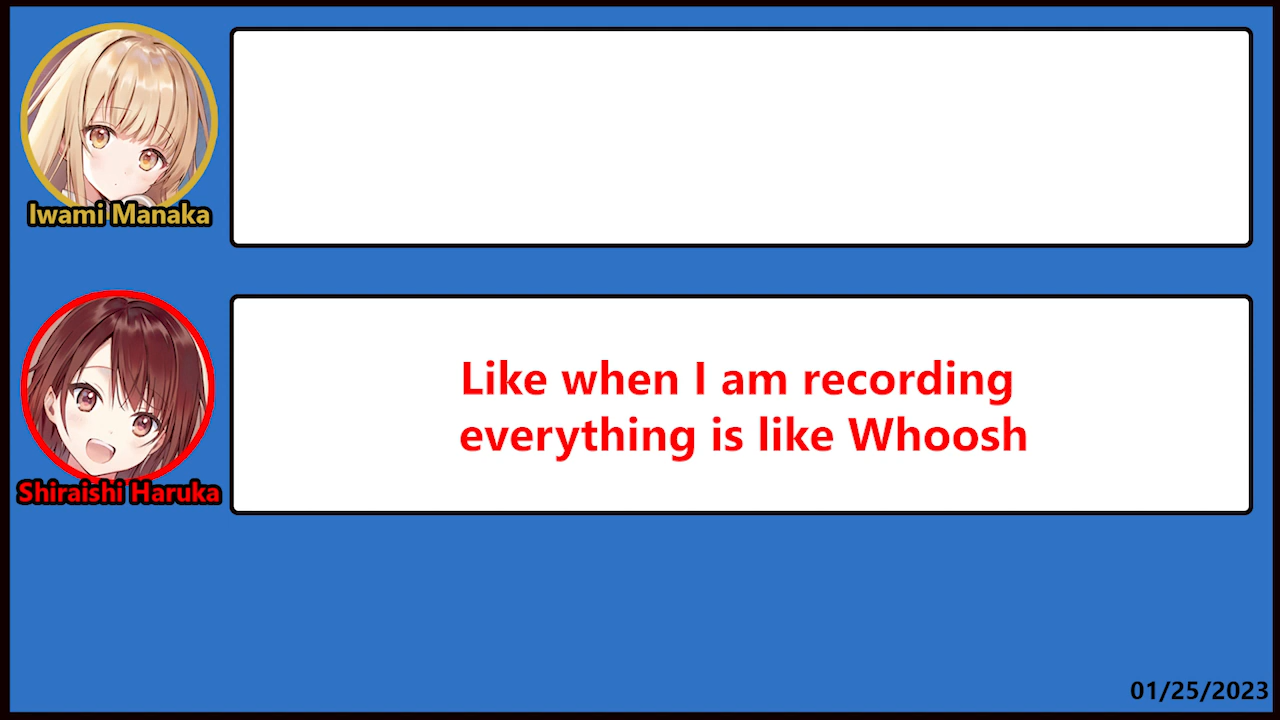 Iwami Manaka
Like when I am recording
everything is like Whoosh
Shiraishi Haruka
01/25/2023